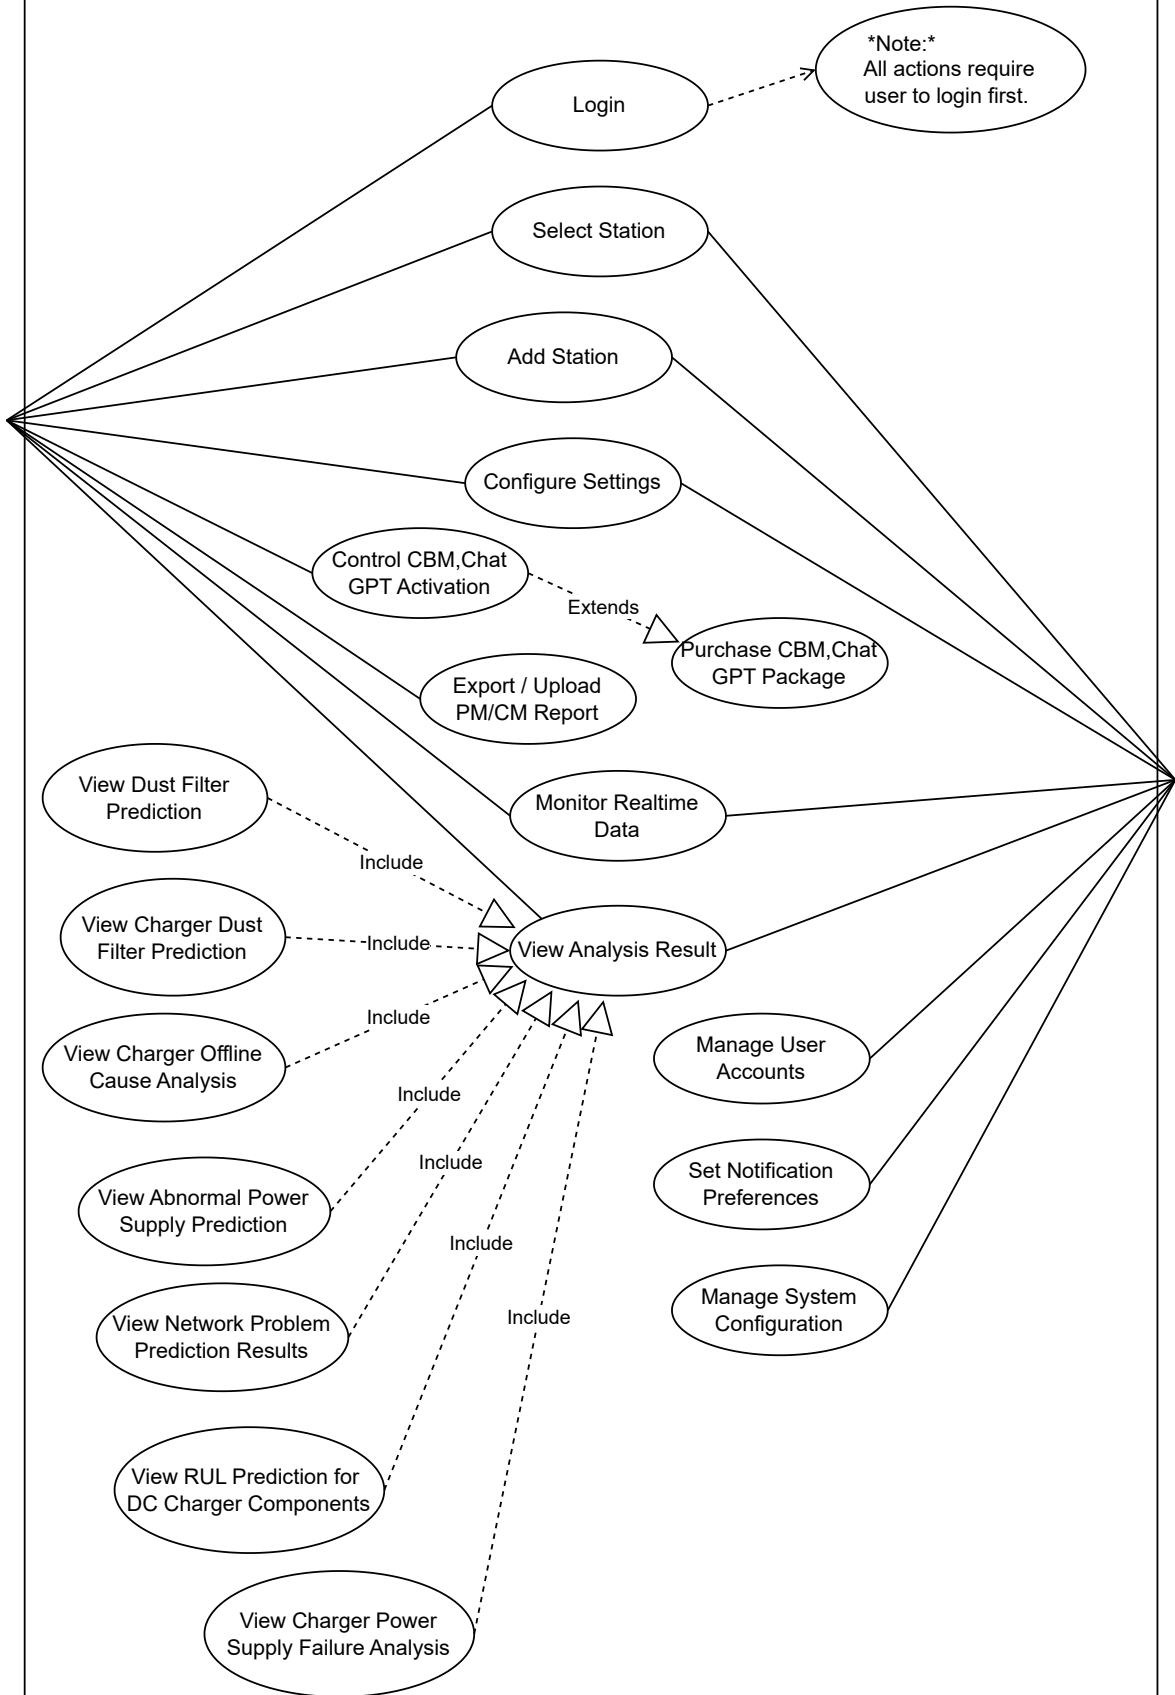 *Note:*
All actions require
user to login first.
Login
Select Station
Add Station
Configure Settings
Control CBM,Chat
GPT Activation
Extends
Purchase CBM,Chat
GPT Package
Export / Upload
PM/CM Report
View Dust Filter
Prediction
Monitor Realtime
Data
Include
View Charger Dust
Filter Prediction
Include
View Analysis Result
Include
View Charger Offline
Cause Analysis
Manage User
Accounts
Include
Include
View Abnormal Power
Supply Prediction
Set Notification
Preferences
Include
Include
View Network Problem
Prediction Results
Manage System
Configuration
View RUL Prediction for
DC Charger Components
View Charger Power
Supply Failure Analysis